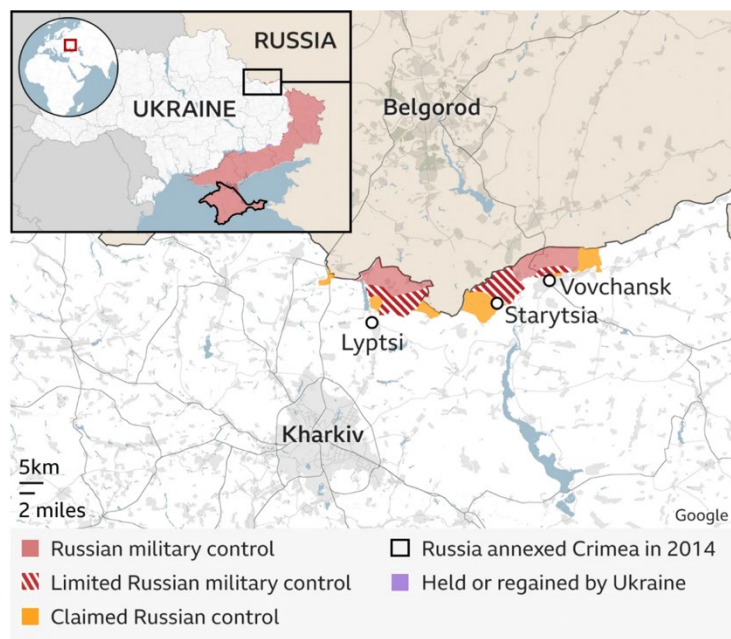 RUSSIA
UKRAINE
Belgorod
Vovchansk
Starytsia
Lyptsi
Kharkiv
5km
2 miles
Google
Russian military control
Limited Russian military control
Claimed Russian control
Russia annexed Crimea in 2014
Held or regained by Ukraine